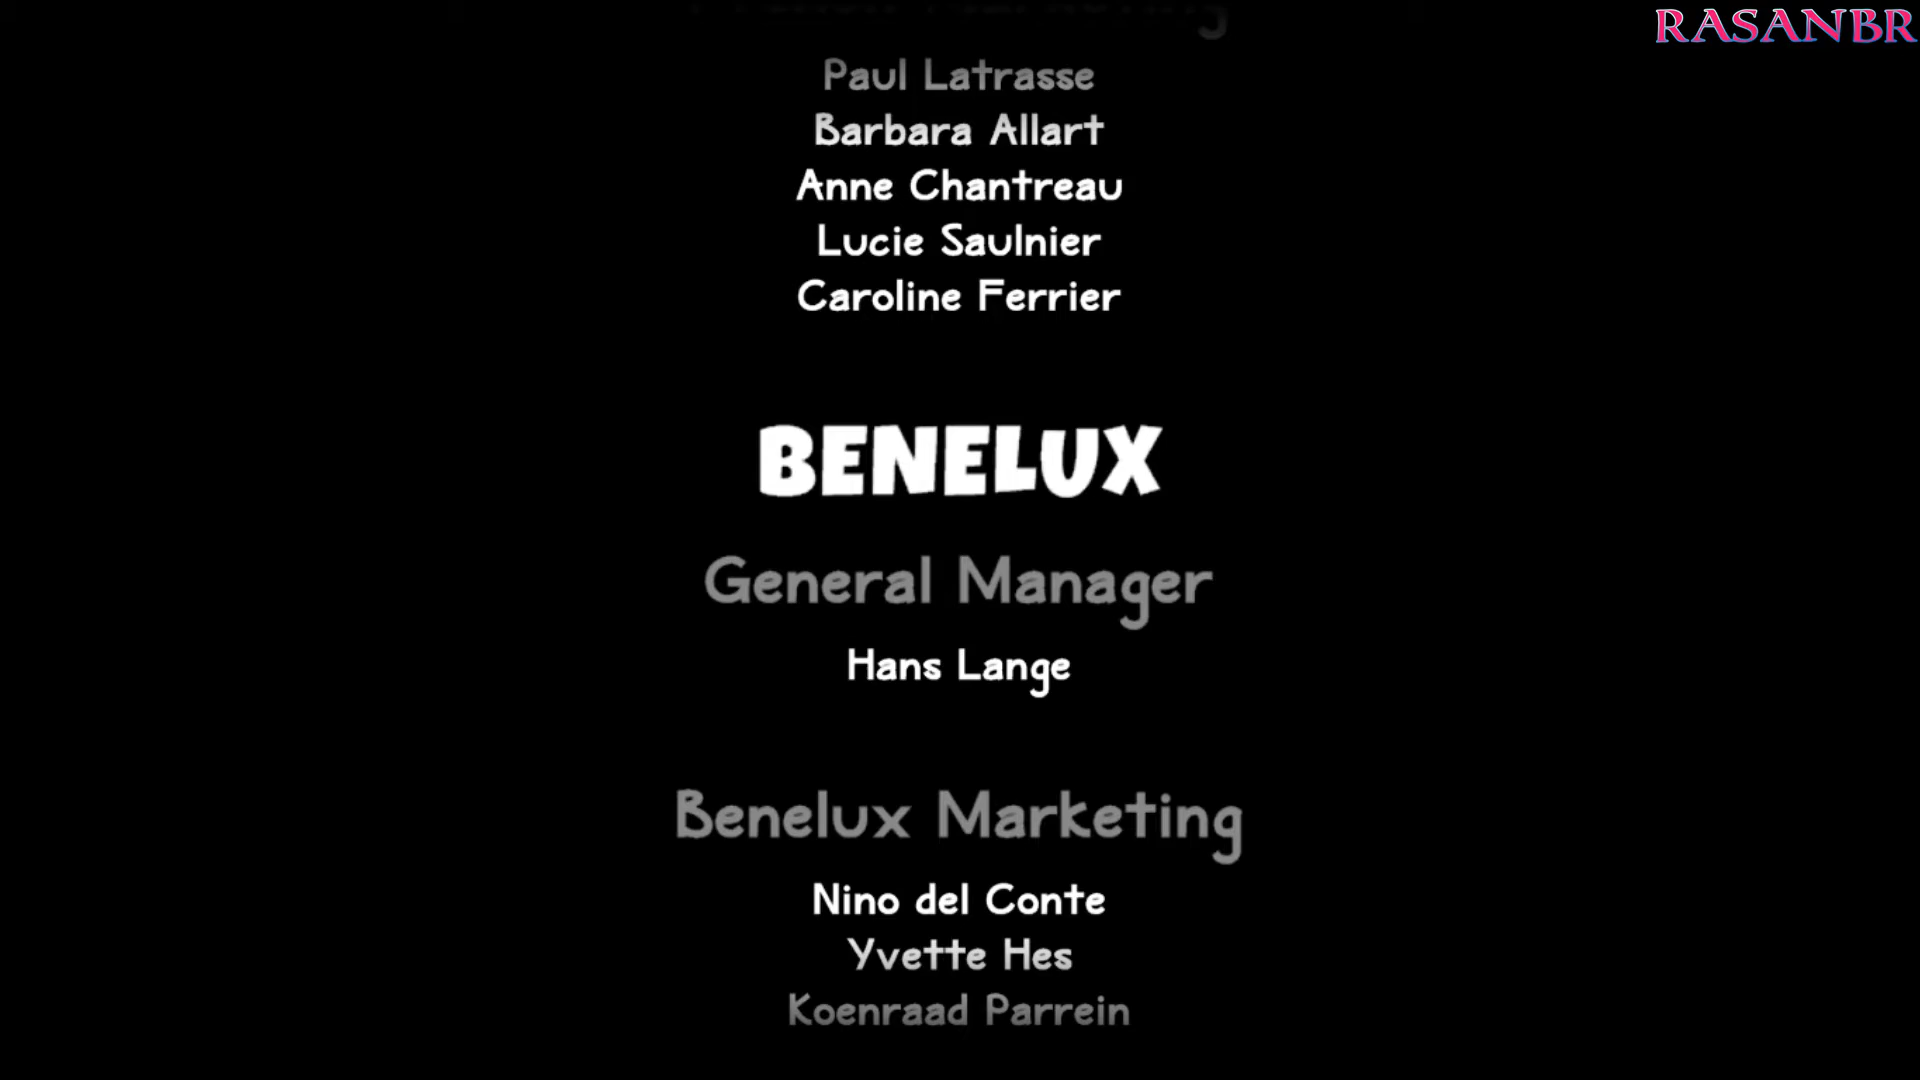 RASANBR
Paul Latrasse
Barbara Allart
Anne Chantreau
Lucie Saulnier
Caroline Ferrier
BENELUX
General Manager
Hans Lange
Benelux Marketing
Nino del Conte
Yvette Hes
Koenraad Parrein